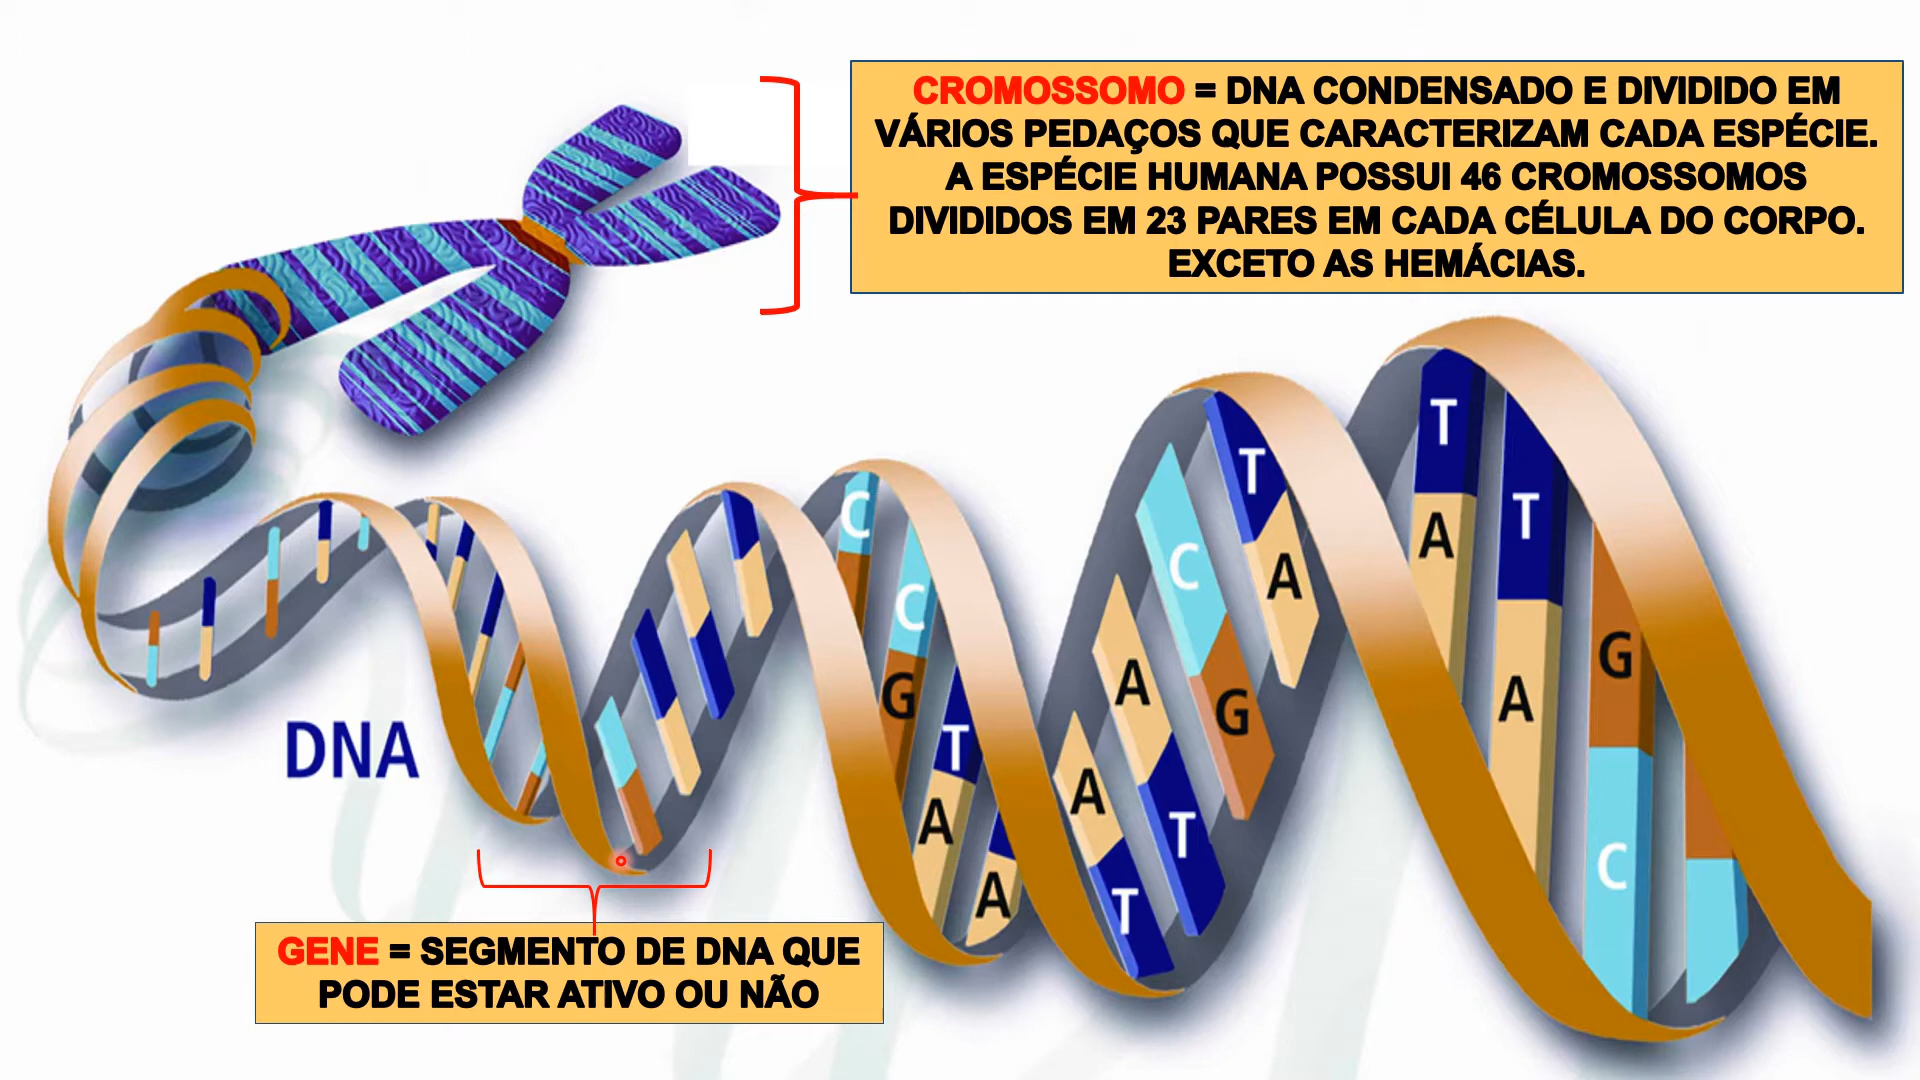 CROMOSSOMO = DNA CONDENSADO E DIVIDIDO EM
VÁRIOS PEDAÇOS QUE CARACTERIZAM CADA ESPÉCIE.
A ESPÉCIE HUMANA POSSUI 46 CROMOSSOMOS
DIVIDIDOS EM 23 PARES EM CADA CÉLULA DO CORPO.
EXCETO AS HEMÁCIAS.
DNA
C
C
G
T
A
A
T
C
A
A
G
A
T
T
T
A
T
A
G
C
GENE = SEGMENTO DE DNA QUE
PODE ESTAR ATIVO OU NÃO